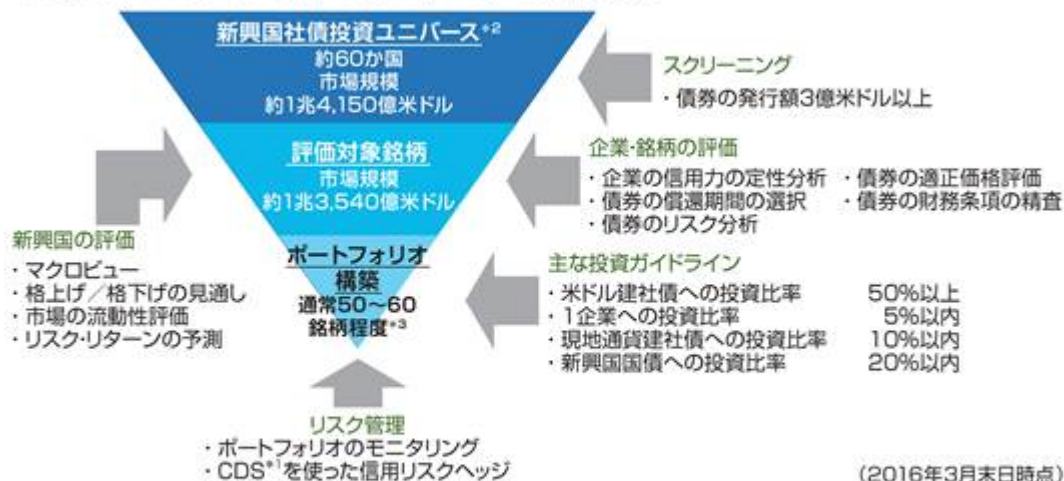 新興国社債投資ユニバース*2
約60か国
市場規模
約1兆4,150億米ドル
スクリーニング
・債券の発行額3億米ドル以上
評価対象銘柄
市場規模
約1兆3,540億米ドル
企業・銘柄の評価
・企業の信用力の定性分析 ・債券の適正価格評価
・債券の償還期間の選択 ・債券の財務条項の精査
・債券のリスク分析
新興国の評価
・マクロビュー
・格上げ／格下げの見通し
・市場の流動性評価
・リスク・リターンの予測
ポートフォリオ
構築
通常50～60
銘柄程度*3
主な投資ガイドライン
・米ドル建社債への投資比率 50%以上
・1企業への投資比率 5%以内
・現地通貨建社債への投資比率 10%以内
・新興国国債への投資比率 20%以内
リスク管理
・ポートフォリオのモニタリング
・CDS*1を使った信用リスクヘッジ
(2016年3月末日時点)